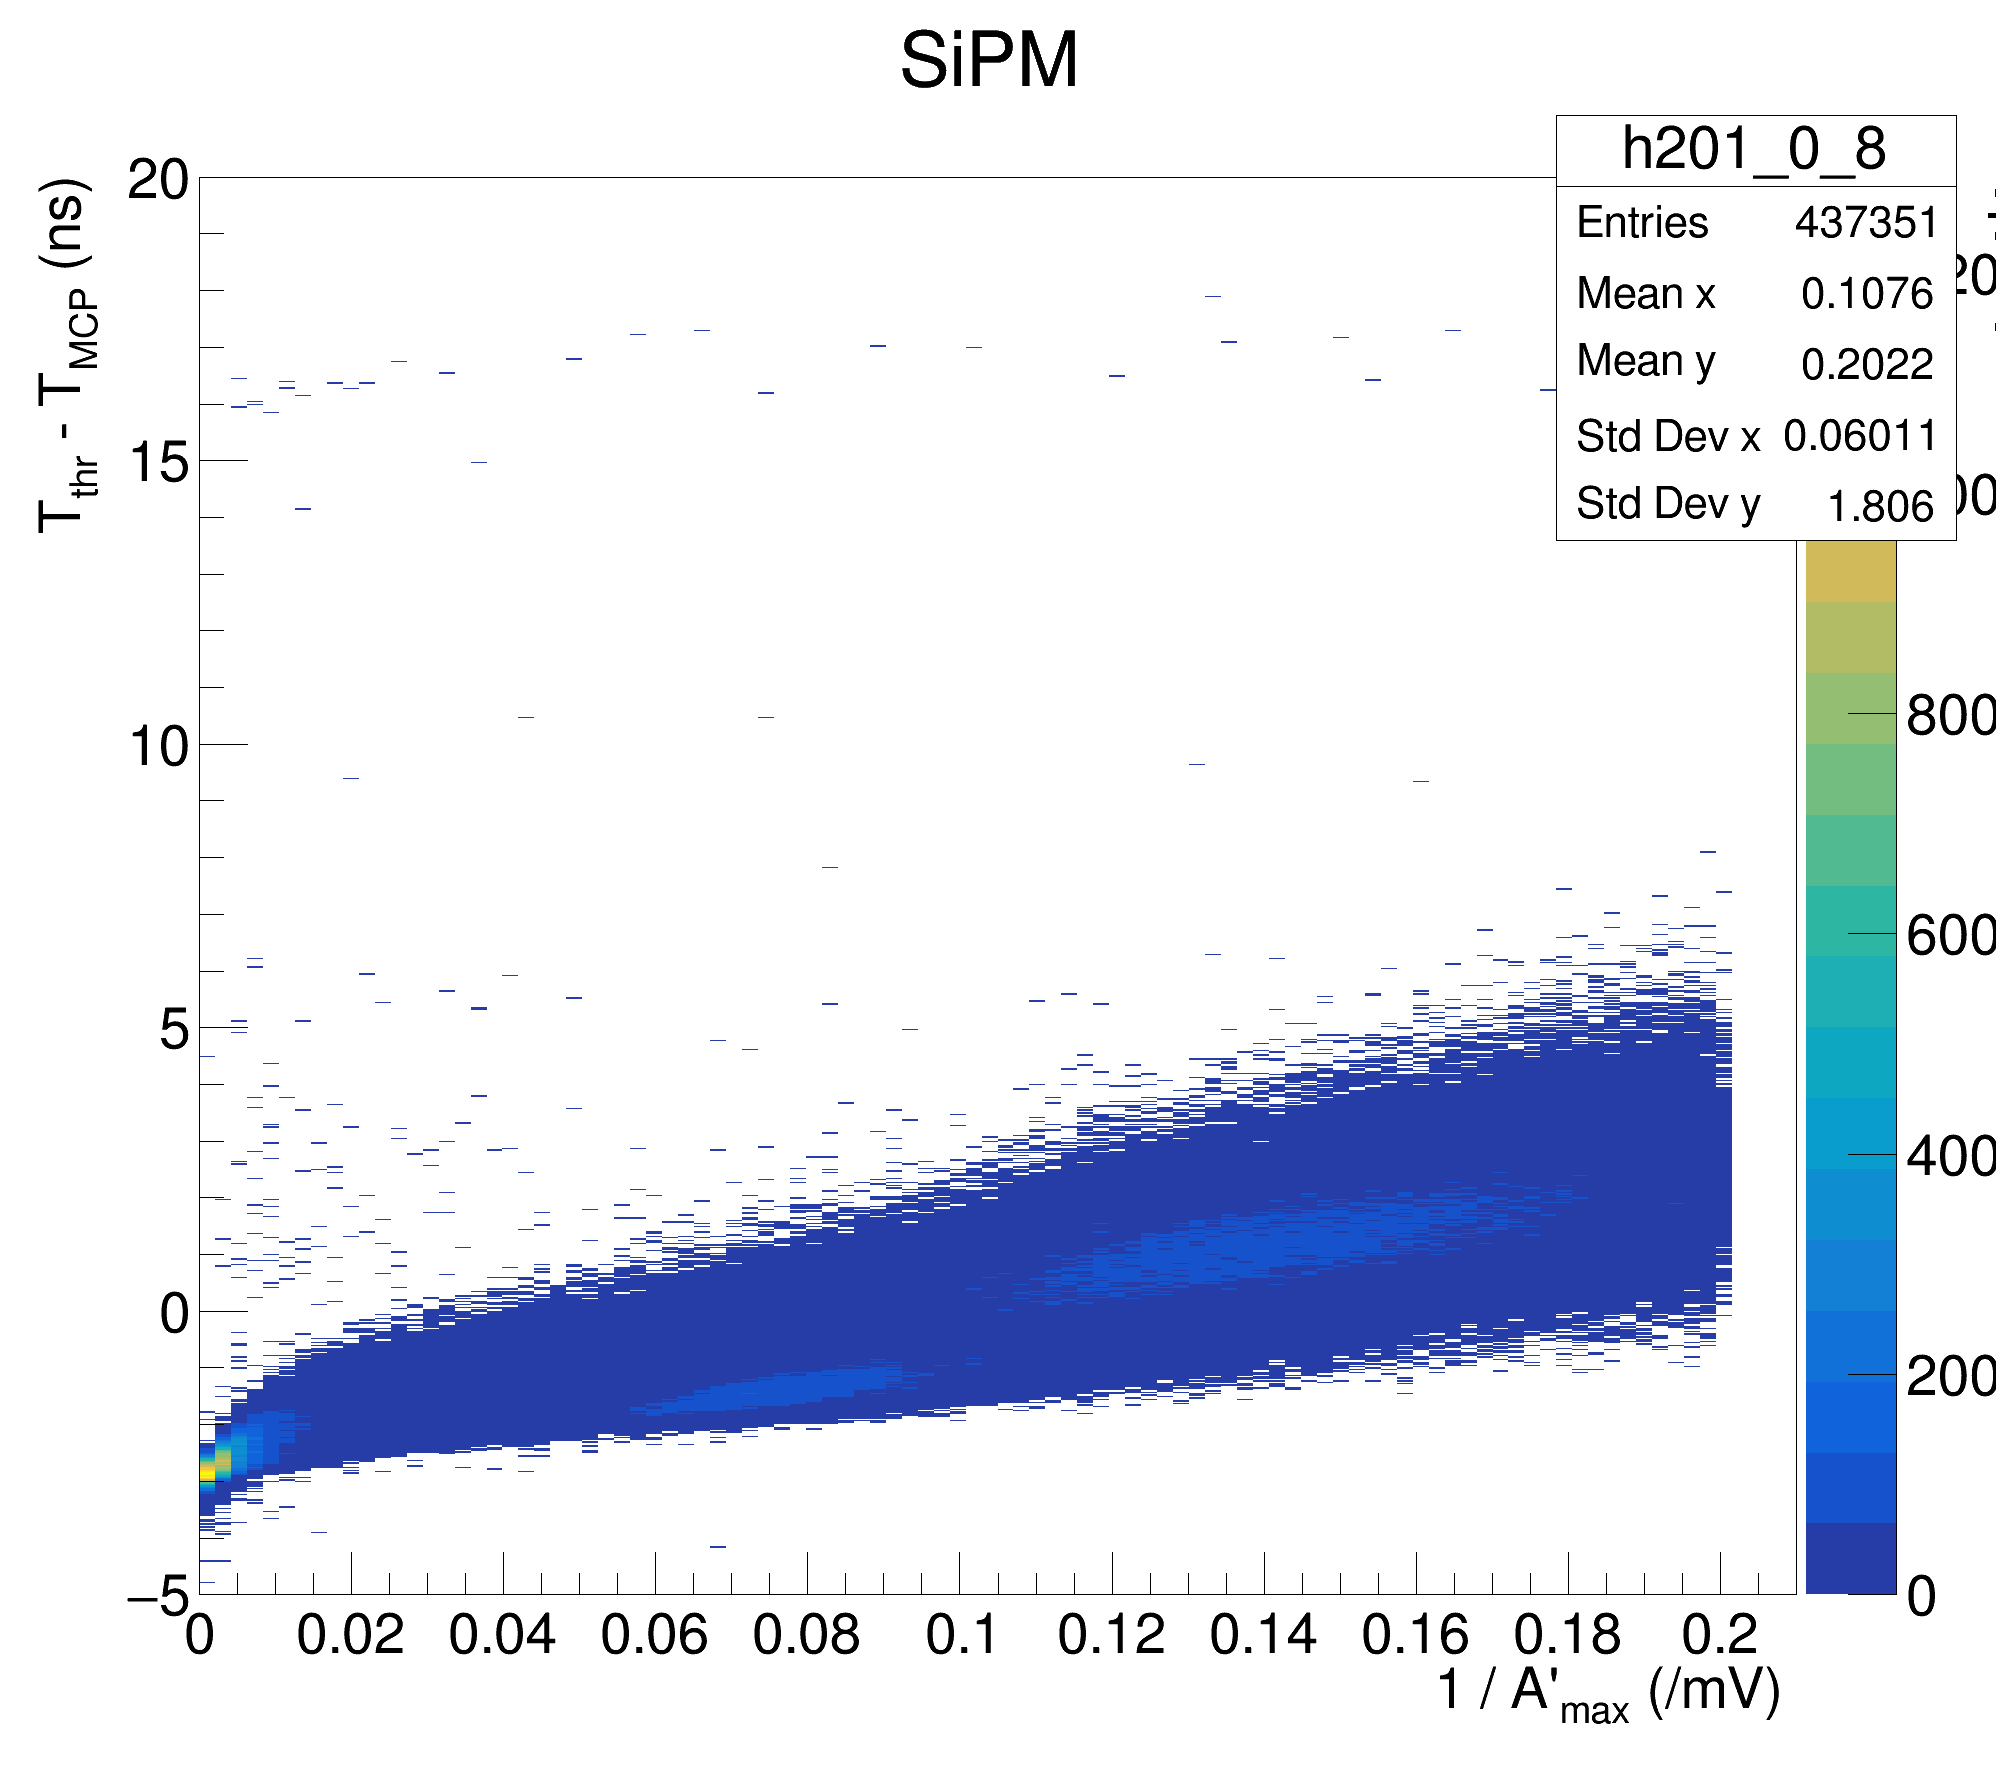 SiPM
h201_0_8
Entries 437351
Mean x 0.1076
Mean y 0.2022
Std Dev x 0.06011
Std Dev y 1.806
T_thr - T_MCP (ns)
20
15
10
5
0
−5
0 0.02 0.04 0.06 0.08 0.1 0.12 0.14 0.16 0.18 0.2
1 / A'_max (/mV)
800
600
400
200
0